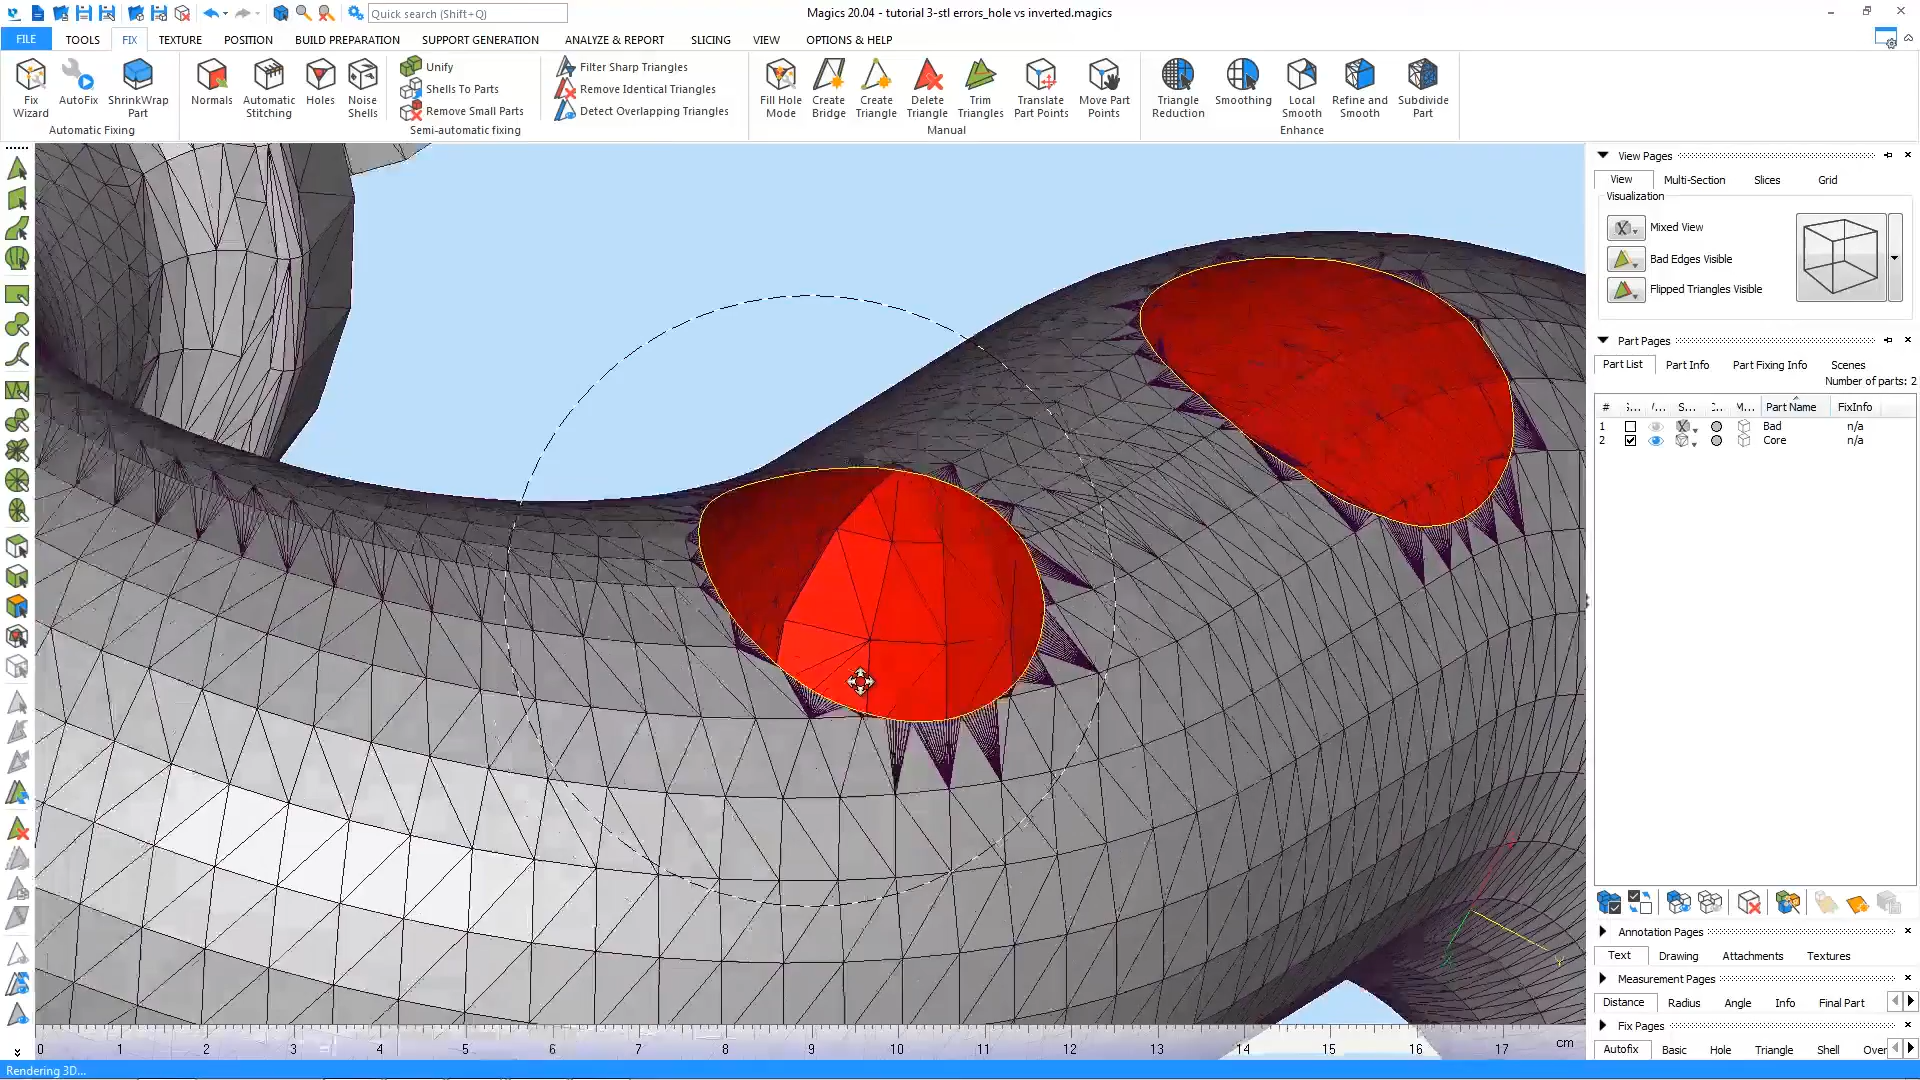 Quick search (Shift+Q)
Magics 20.04 - tutorial 3-stl errors_hole vs inverted.magics
FILE TOOLS FIX TEXTURE POSITION BUILD PREPARATION SUPPORT GENERATION ANALYZE & REPORT SLICING VIEW OPTIONS & HELP
Fix Wizard
AutoFix
ShrinkWrap Part
Automatic Fixing
Normals
Automatic Stitching
Holes
Noise Shells
Unify
Shells To Parts
Remove Small Parts
Filter Sharp Triangles
Remove Identical Triangles
Detect Overlapping Triangles
Semi-automatic fixing
Fill Hole Mode
Create Bridge
Create Triangle
Delete Triangle
Trim Triangles
Translate Part Points
Move Part Points
Manual
Triangle Reduction
Smoothing
Local Smooth
Refine and Smooth
Subdivide Part
Enhance
View Pages
View Multi-Section Slices Grid
Visualization
Mixed View
Bad Edges Visible
Flipped Triangles Visible
Part Pages
Part List Part Info Part Fixing Info Scenes
Number of parts: 2
# S... /... S... M... Part Name FixInfo
1 Bad n/a
2 Core n/a
Annotation Pages
Text Drawing Attachments Textures
Measurement Pages
Distance Radius Angle Info Final Part
Fix Pages
Autofix Basic Hole Triangle Shell Over
0 1 2 3 4 5 6 7 8 9 10 11 12 13 14 15 16 17 cm
Rendering 3D...